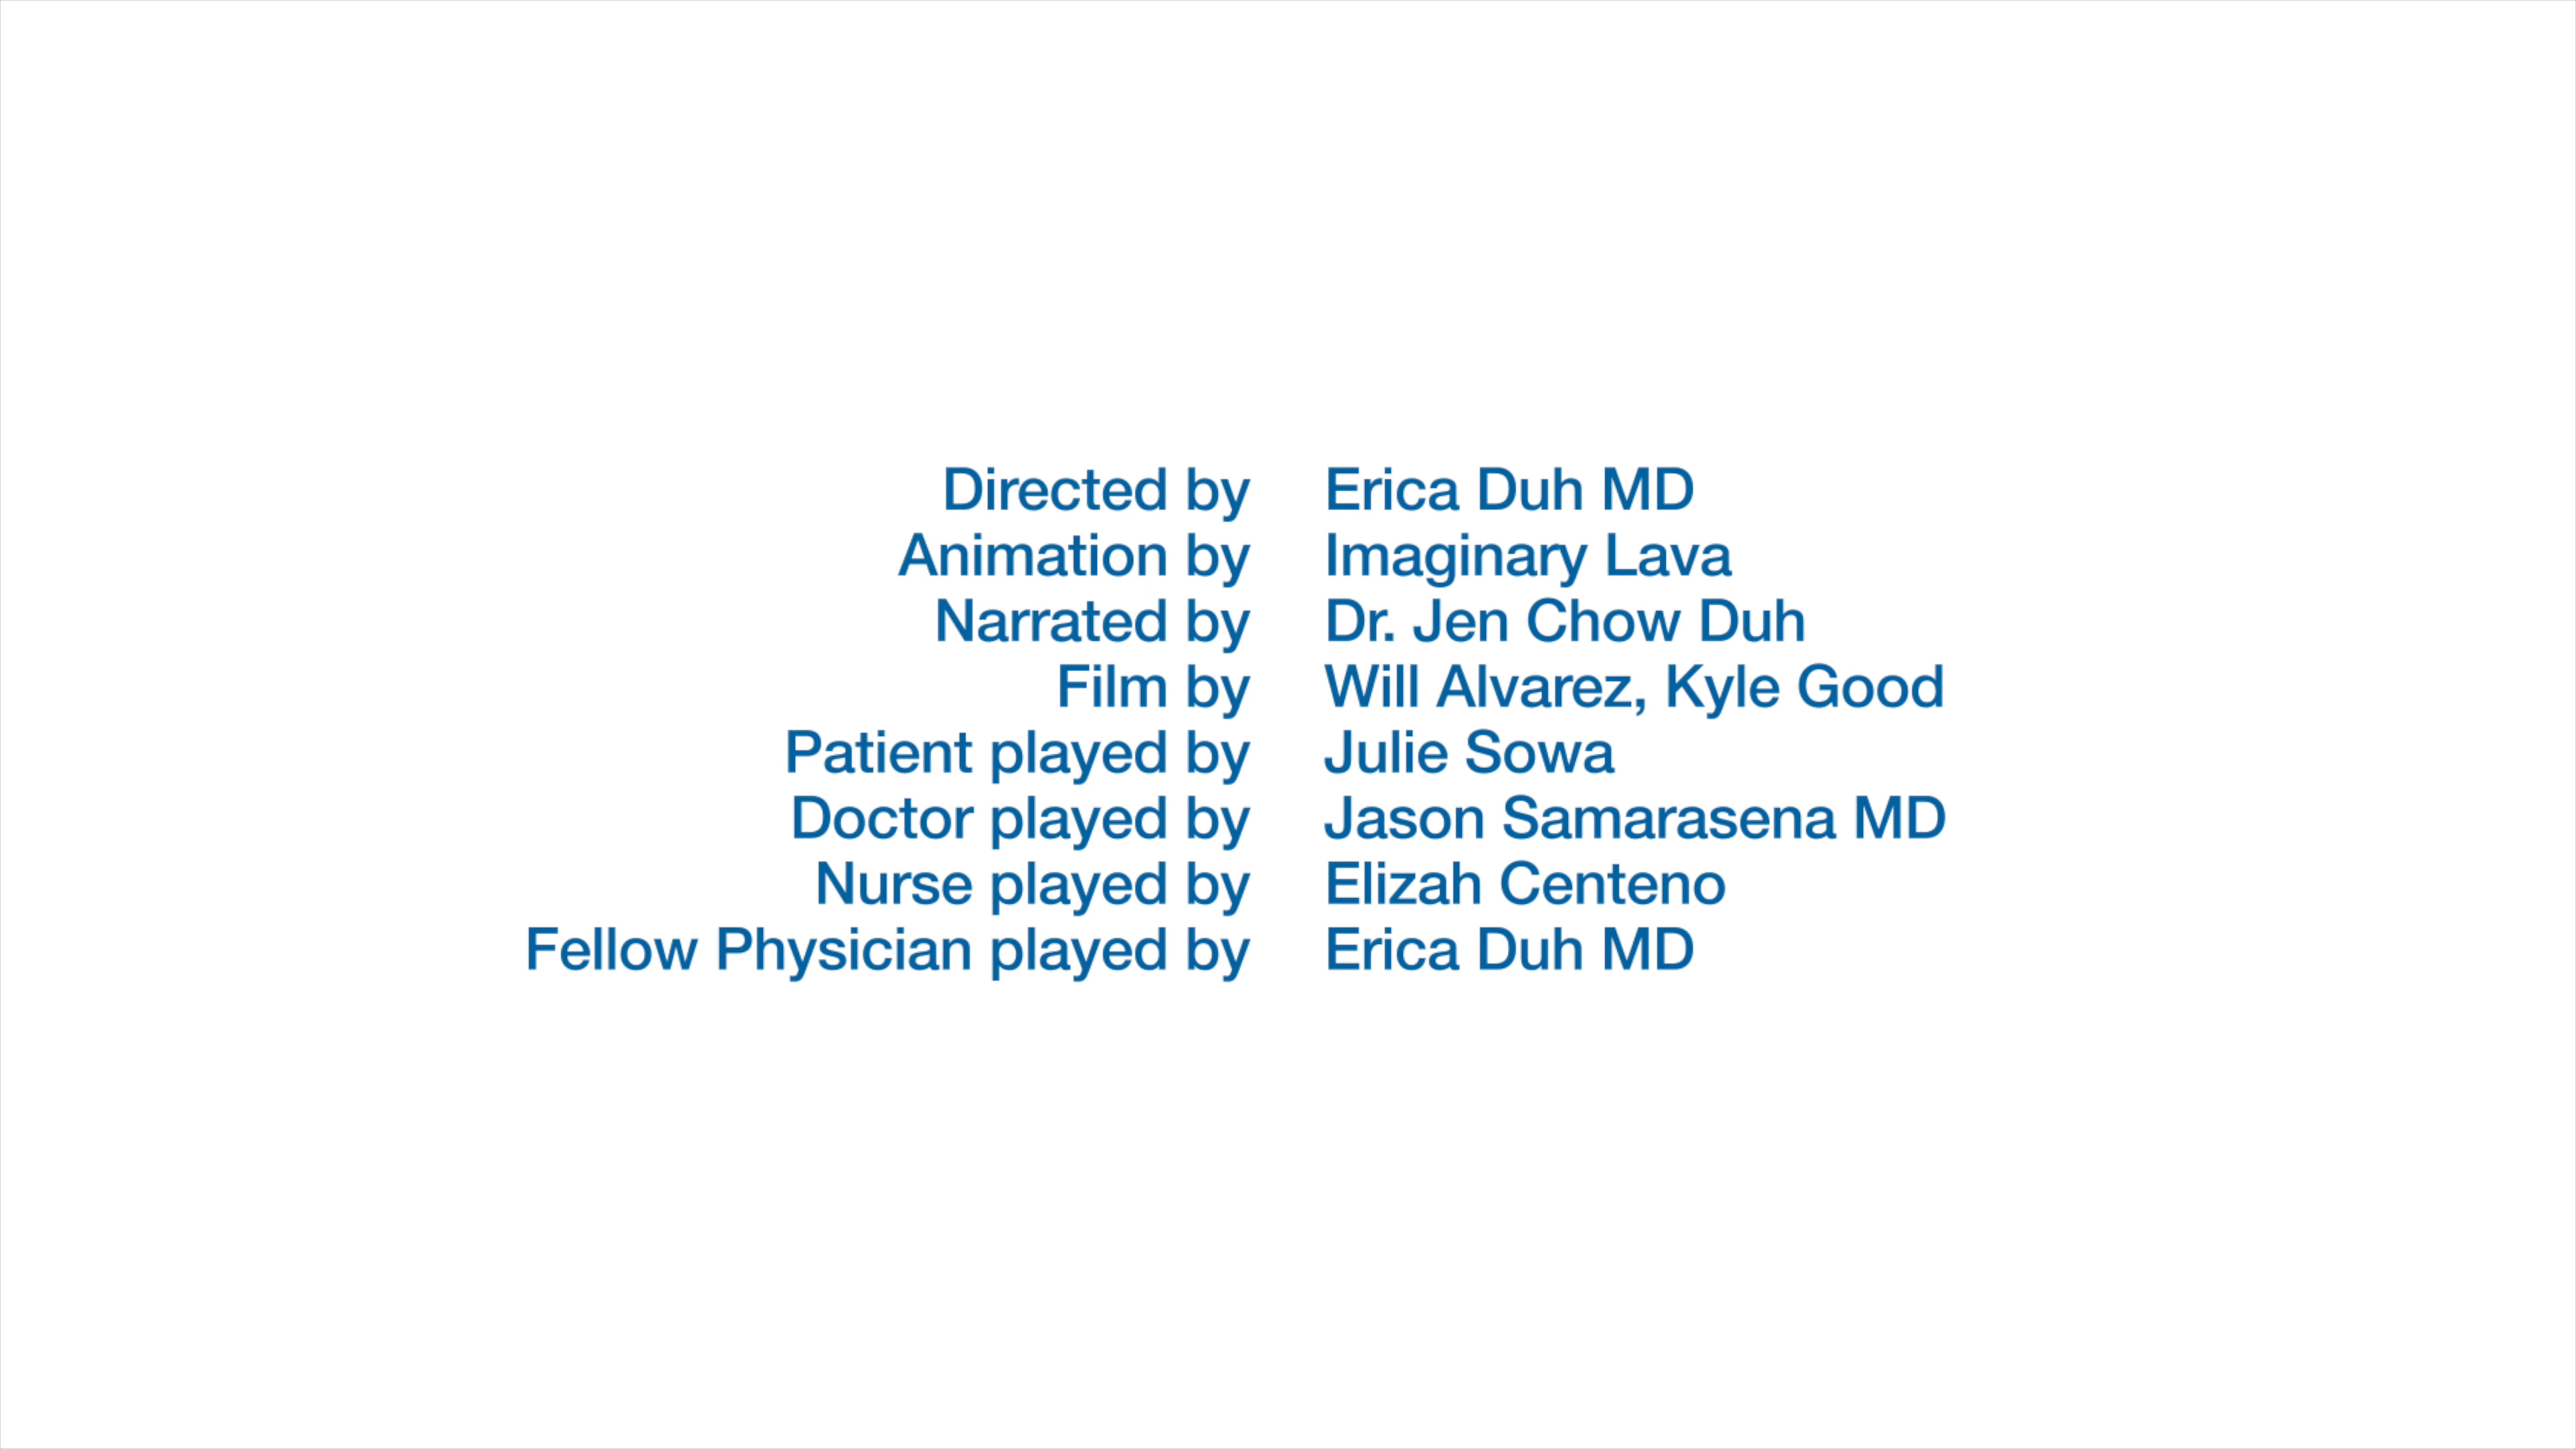 Directed by Erica Duh MD
Animation by Imaginary Lava
Narrated by Dr. Jen Chow Duh
Film by Will Alvarez, Kyle Good
Patient played by Julie Sowa
Doctor played by Jason Samarasena MD
Nurse played by Elizah Centeno
Fellow Physician played by Erica Duh MD